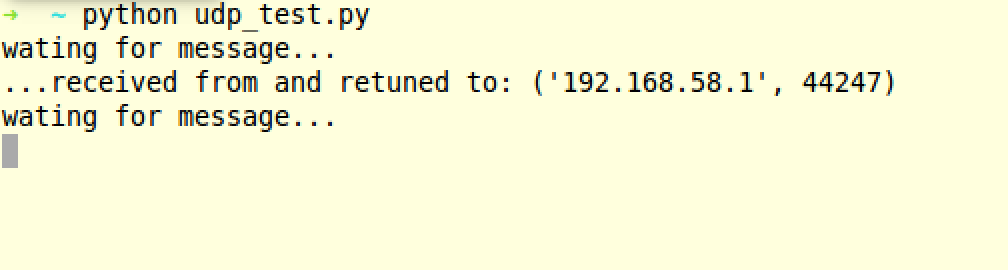 ➜ ~ python udp_test.py
wating for message...
...received from and retuned to: ('192.168.58.1', 44247)
wating for message...